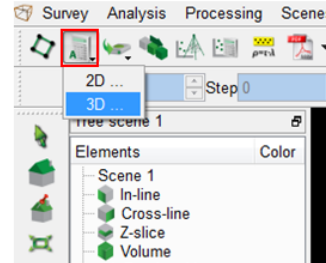 Survey Analysis Processing Scene
2D ...
3D ...
Step 0
Tree scene 1
Elements Color
Scene 1
In-line
Cross-line
Z-slice
Volume